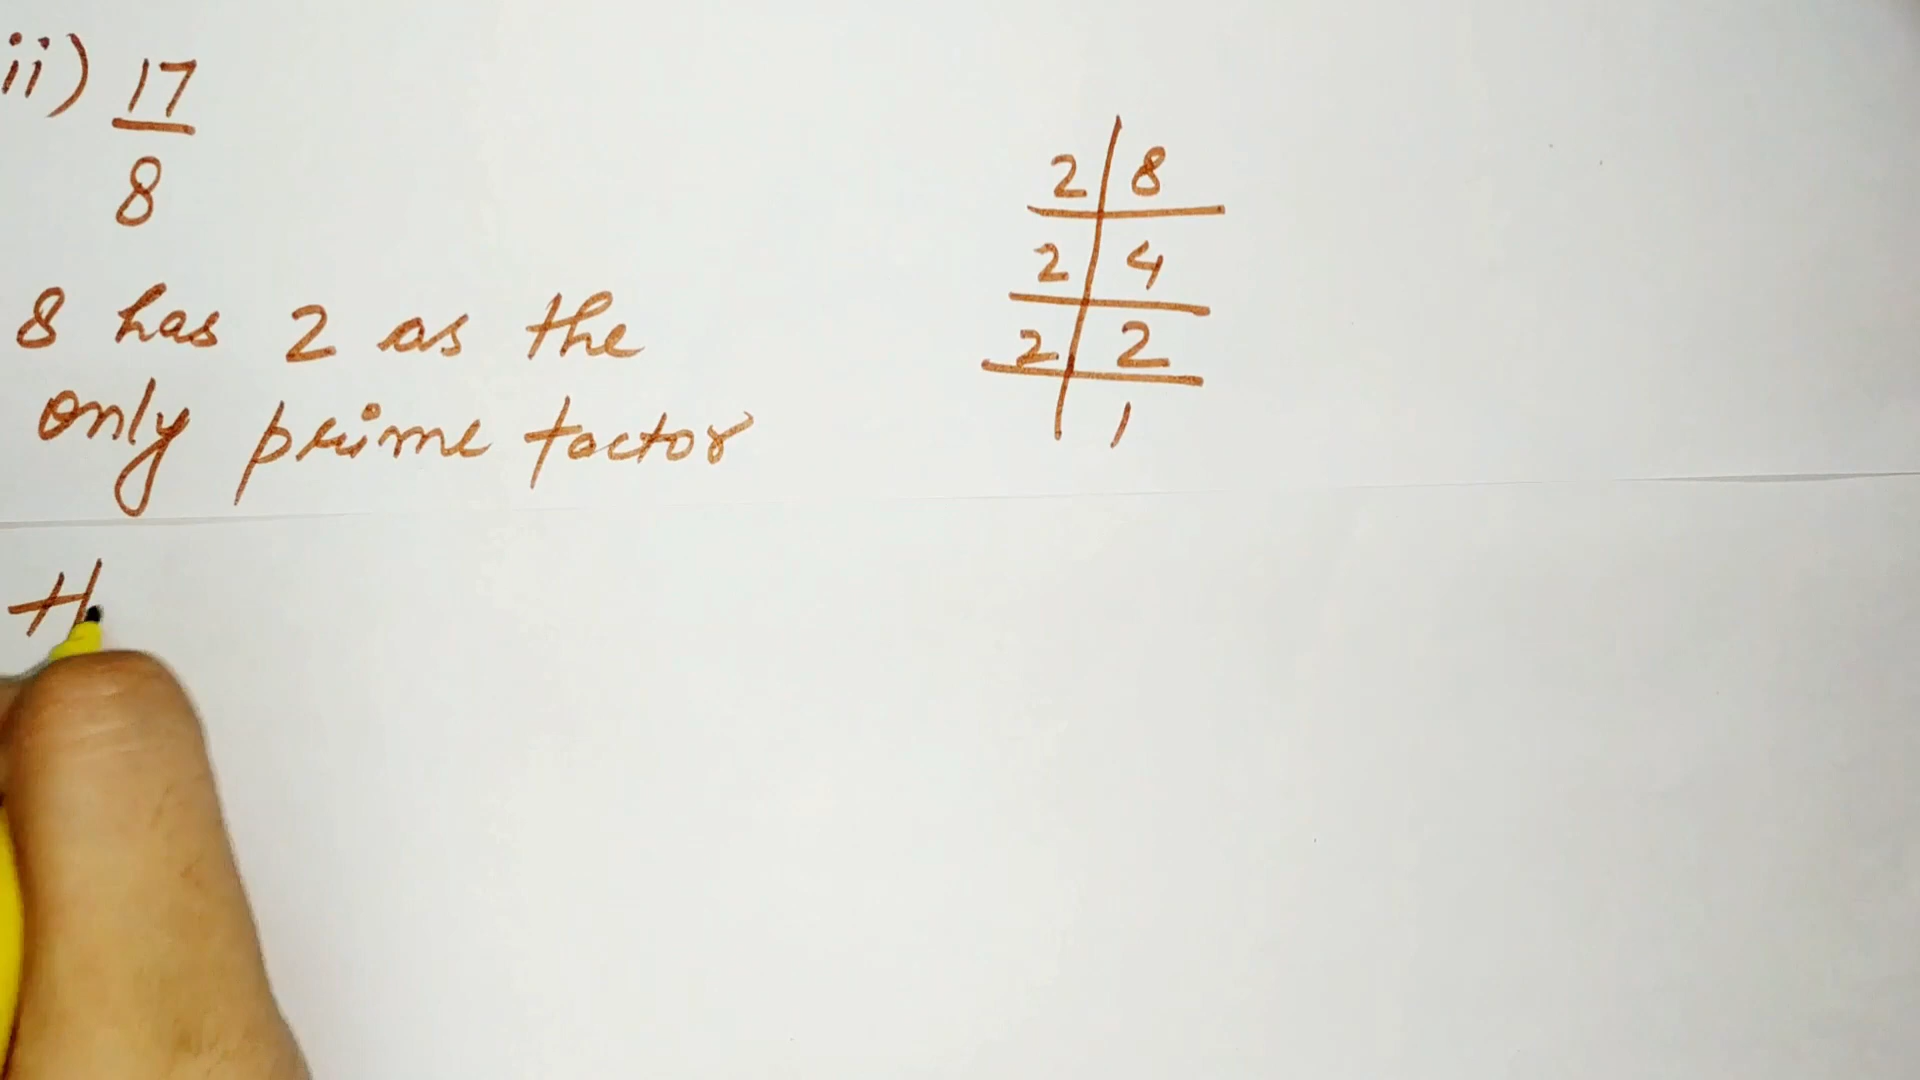 ii) 17
8
8 has 2 as the
only prime factor
H
2 8
2 4
2 2
1